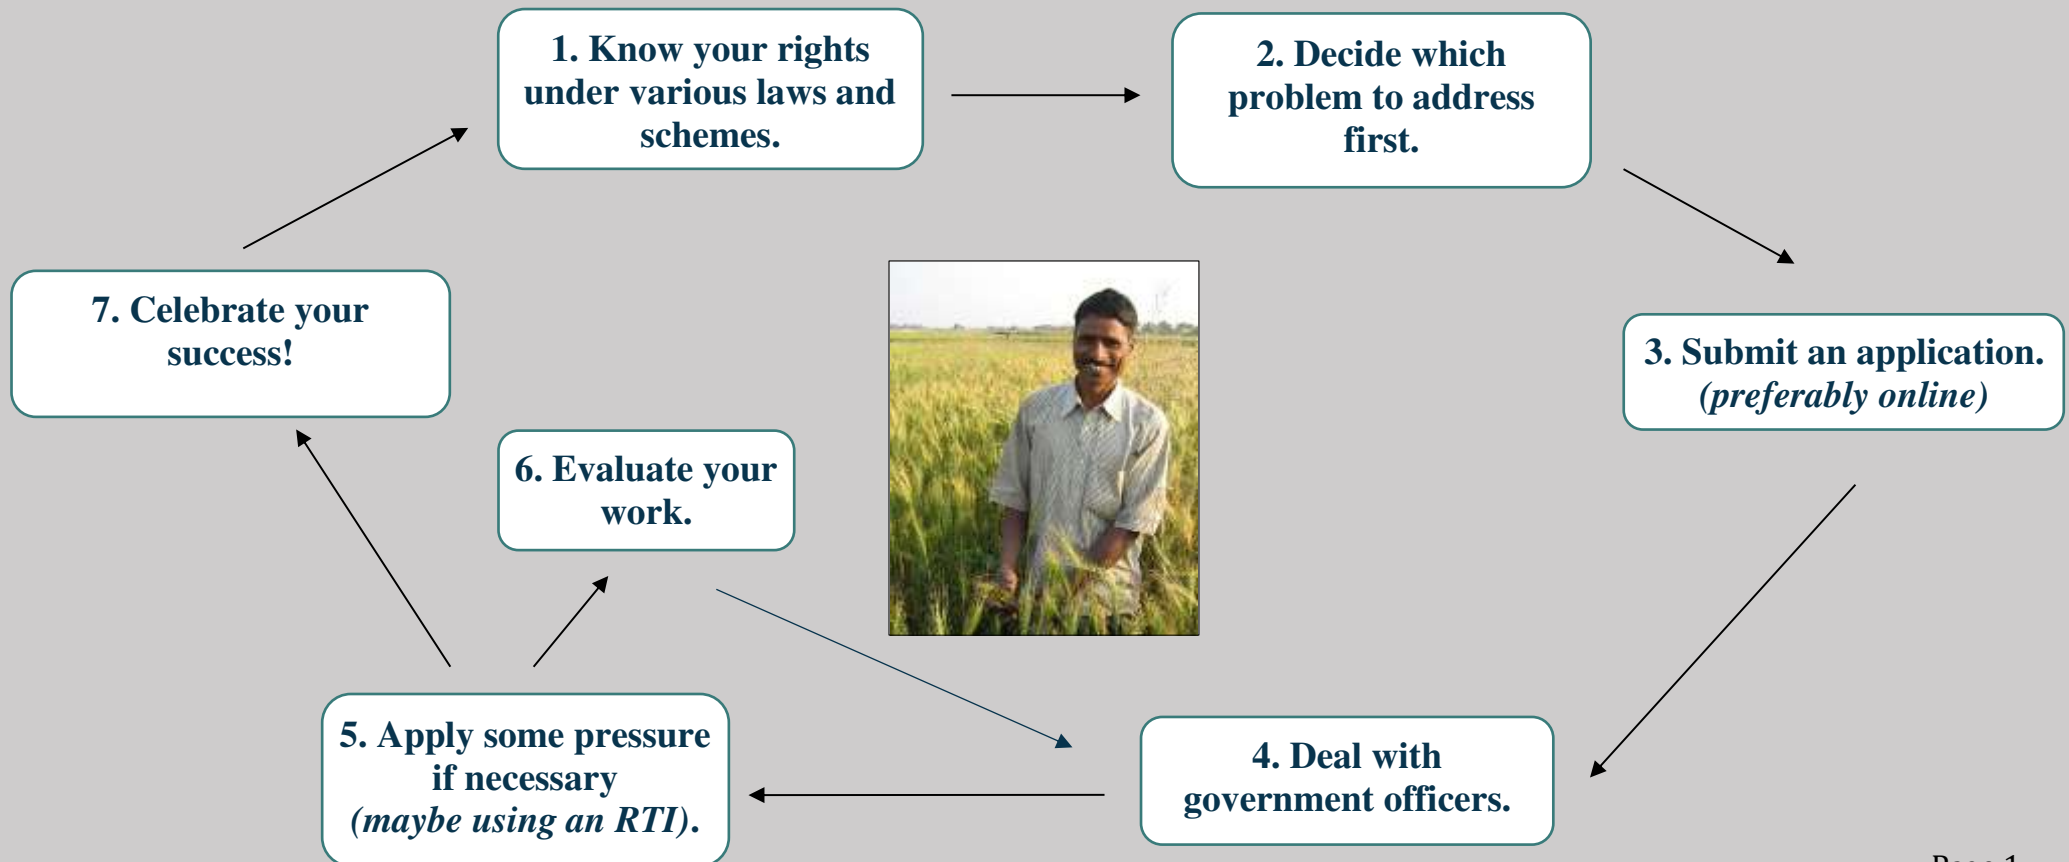 1. Know your rights
under various laws and
schemes.
2. Decide which
problem to address
first.
3. Submit an application.
(preferably online)
4. Deal with
government officers.
5. Apply some pressure
if necessary
(maybe using an RTI).
6. Evaluate your
work.
7. Celebrate your
success!
Page 1